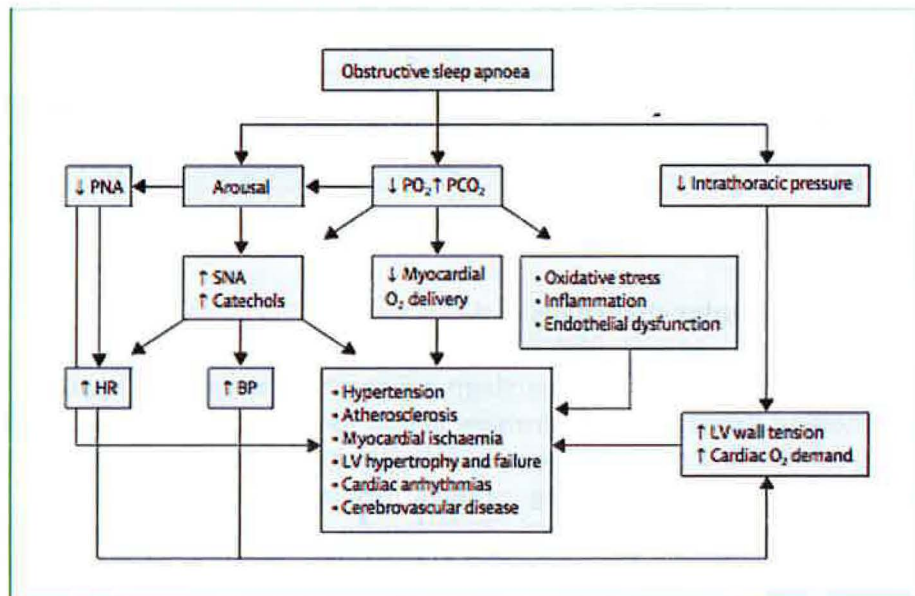 Obstructive sleep apnoea
↓ PNA
Arousal
↓ PO₂↑ PCO₂
↓ Intrathoracic pressure
↑ SNA
↑ Catechols
↓ Myocardial
O₂ delivery
• Oxidative stress
• Inflammation
• Endothelial dysfunction
↑ HR
↑ BP
• Hypertension
• Atherosclerosis
• Myocardial ischaemia
• LV hypertrophy and failure
• Cardiac arrhythmias
• Cerebrovascular disease
↑ LV wall tension
↑ Cardiac O₂ demand